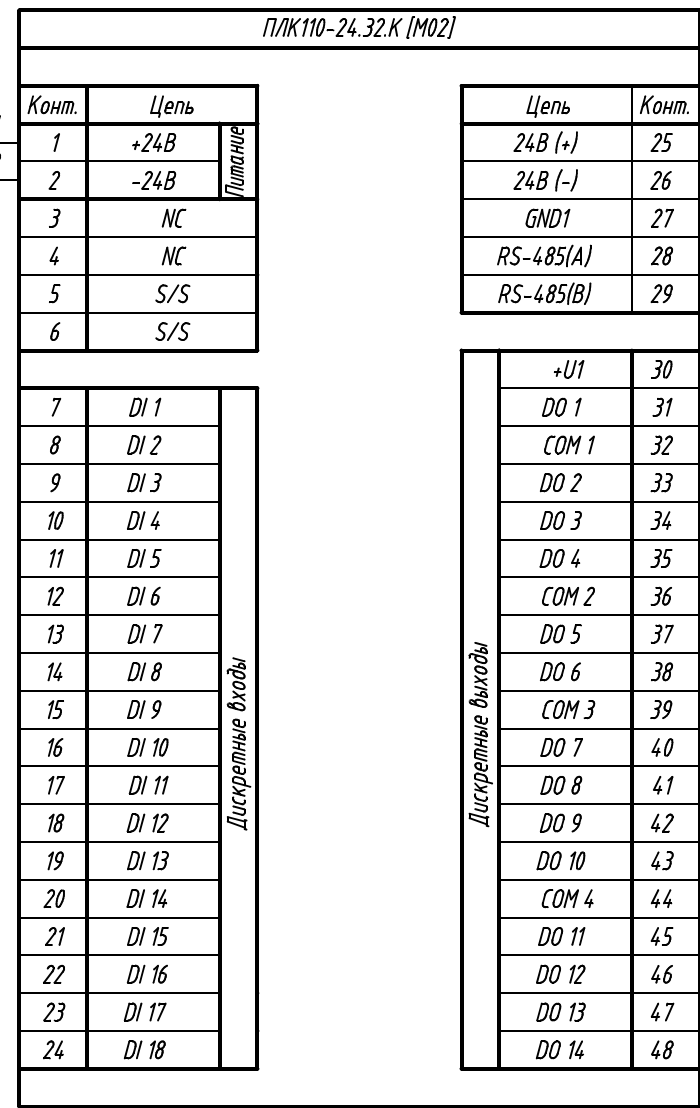 ПЛК110-24.32.К [М02]
Конт. Цепь
1 +24В
2 -24В
Питание
3 NC
4 NC
5 S/S
6 S/S
7 DI 1
8 DI 2
9 DI 3
10 DI 4
11 DI 5
12 DI 6
13 DI 7
14 DI 8
15 DI 9
16 DI 10
17 DI 11
18 DI 12
19 DI 13
20 DI 14
21 DI 15
22 DI 16
23 DI 17
24 DI 18
Дискретные входы
Цепь Конт.
24В (+) 25
24В (-) 26
GND1 27
RS-485(A) 28
RS-485(B) 29
Дискретные выходы
+U1 30
DO 1 31
COM 1 32
DO 2 33
DO 3 34
DO 4 35
COM 2 36
DO 5 37
DO 6 38
COM 3 39
DO 7 40
DO 8 41
DO 9 42
DO 10 43
COM 4 44
DO 11 45
DO 12 46
DO 13 47
DO 14 48